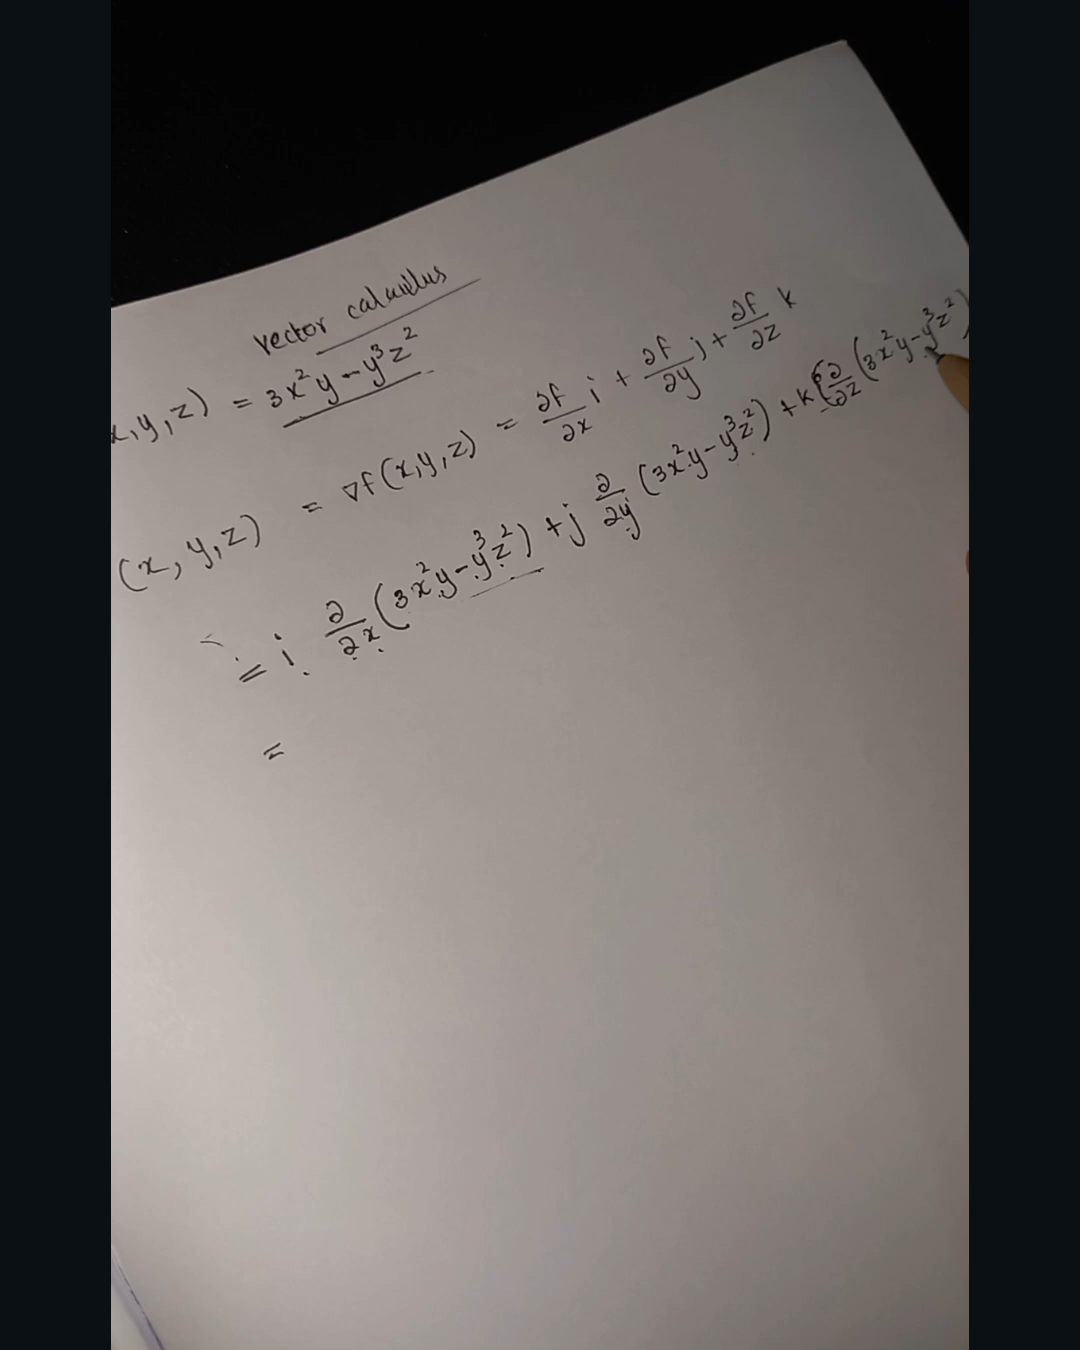 vector calculus
x,y,z) = 3x²y-y³z²
(x, y,z) = ∇f(x,y,z) = ∂f/∂x i + ∂f/∂y j + ∂f/∂z k
= i ∂/∂x (3x²y-y³z²) + j ∂/∂y (3x²y-y³z²) + k ∂/∂z (3x²y-y³z²)
=